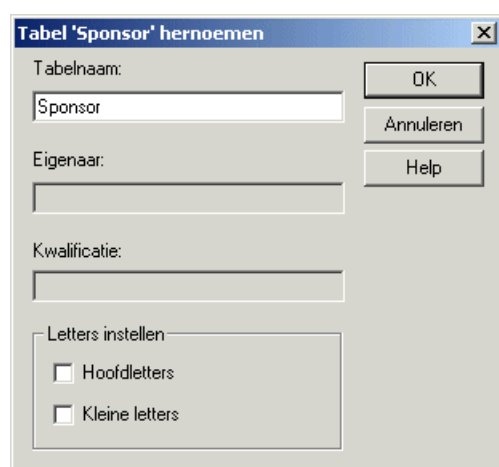 Tabel 'Sponsor' hernoemen
Tabelnaam:
Sponsor
OK
Annuleren
Eigenaar:
Help
Kwalificatie:
Letters instellen
Hoofdletters
Kleine letters